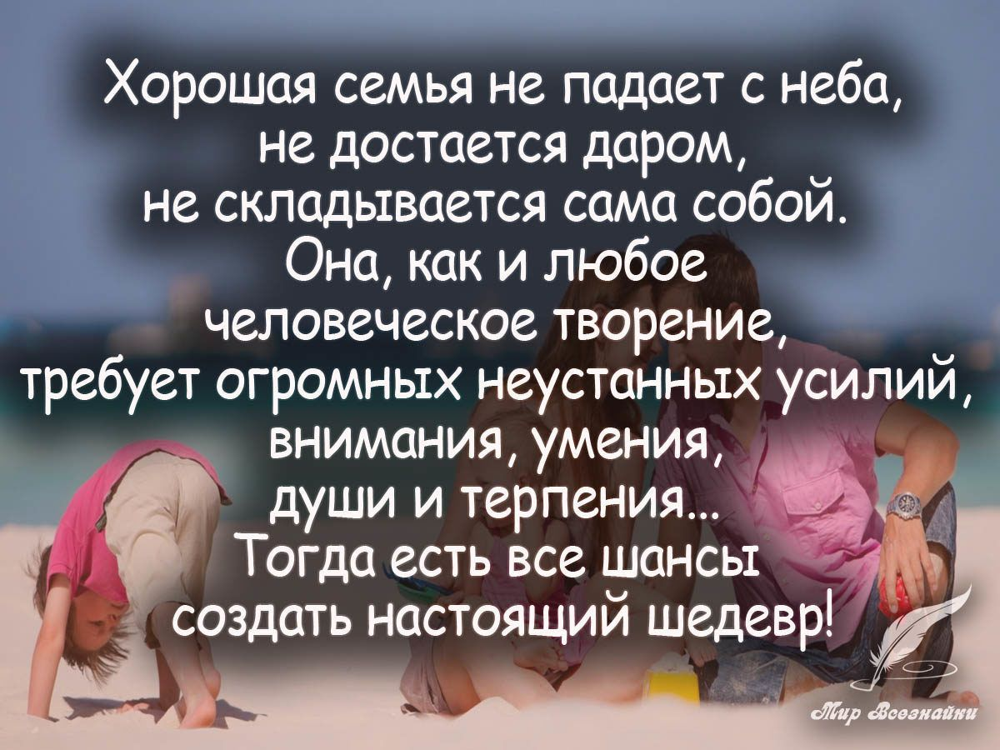 Хорошая семья не падает с неба,
не достается даром,
не складывается сама собой.
Она, как и любое
человеческое творение,
требует огромных неустанных усилий,
внимания, умения,
души и терпения...
Тогда есть все шансы
создать настоящий шедевр!
Мир Всезнайки